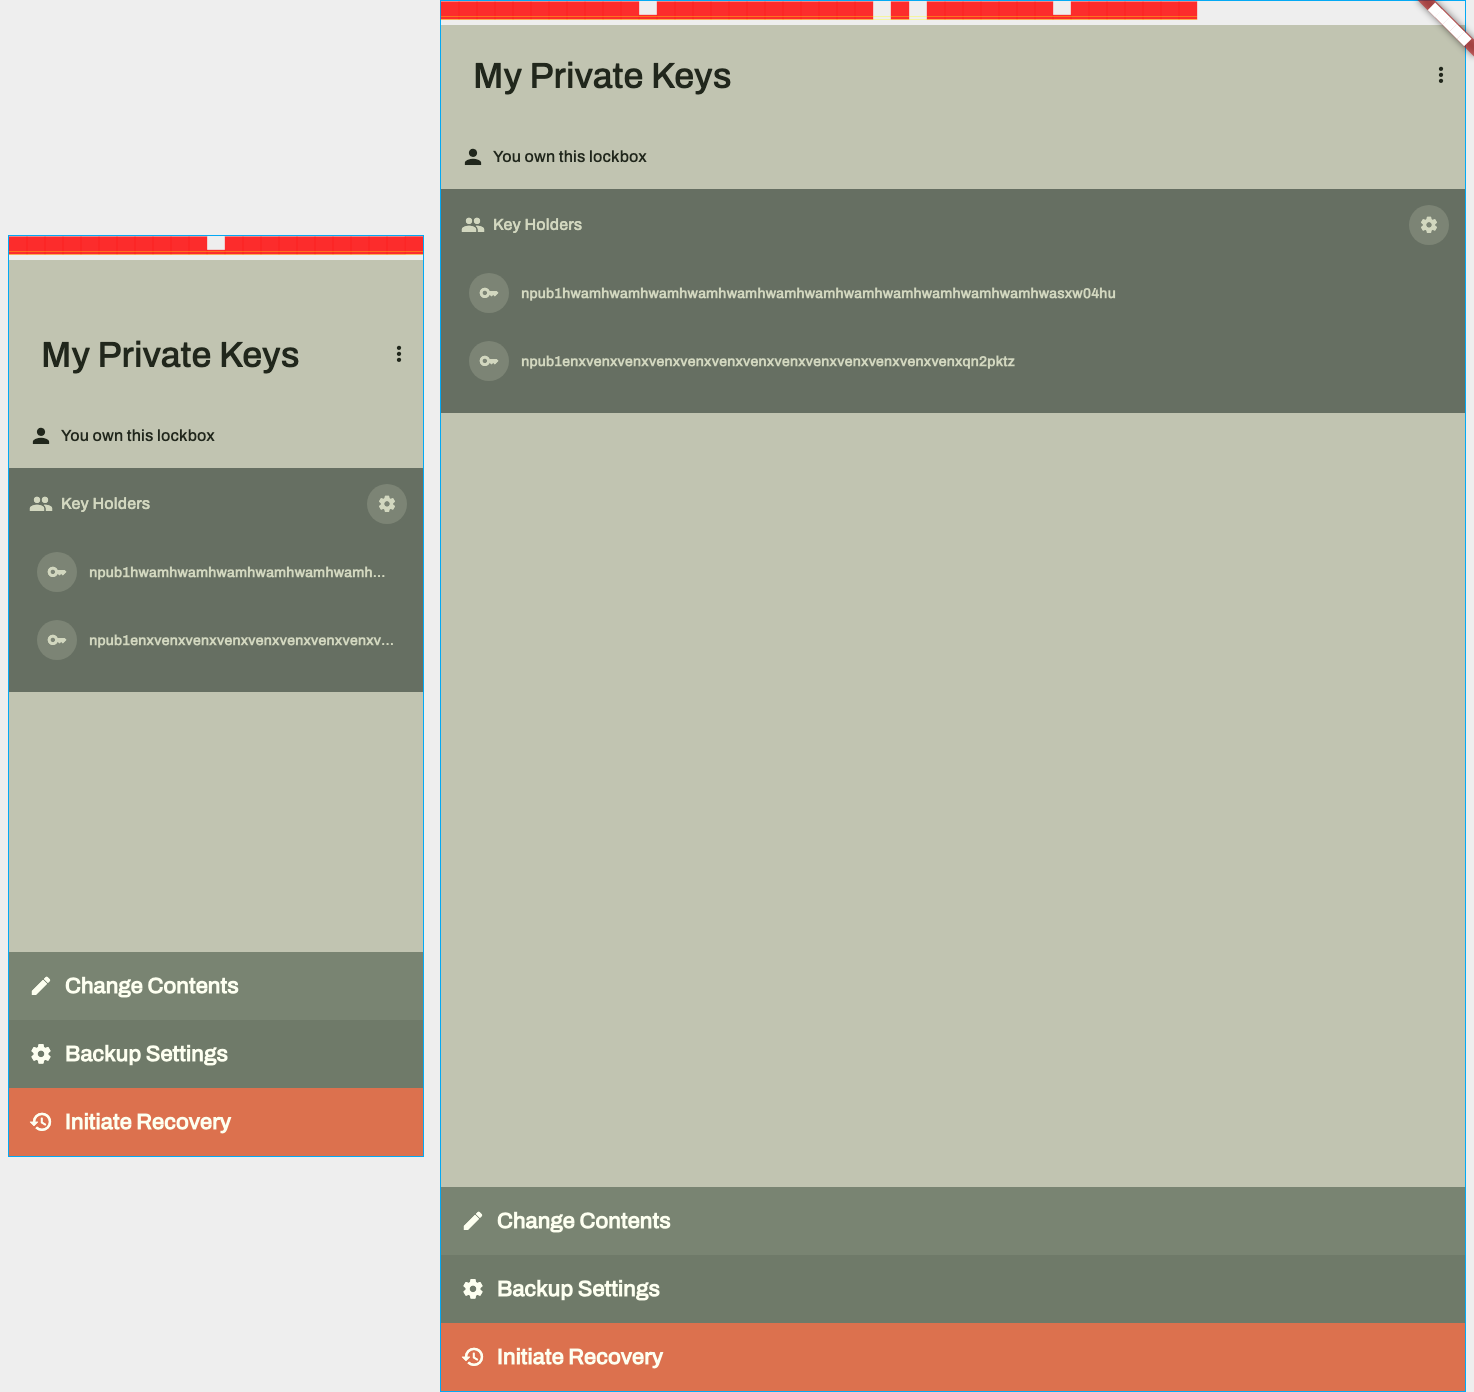 My Private Keys
You own this lockbox
Key Holders
npub1hwamhwamhwamhwamhwamhwamh...
npub1enxvenxvenxvenxvenxvenxvenxvenxv...
Change Contents
Backup Settings
Initiate Recovery
My Private Keys
You own this lockbox
Key Holders
npub1hwamhwamhwamhwamhwamhwamhwamhwamhwamhwamhwamhwamhwasxw04hu
npub1enxvenxvenxvenxvenxvenxvenxvenxvenxvenxvenxvenxvenxqn2pktz
Change Contents
Backup Settings
Initiate Recovery